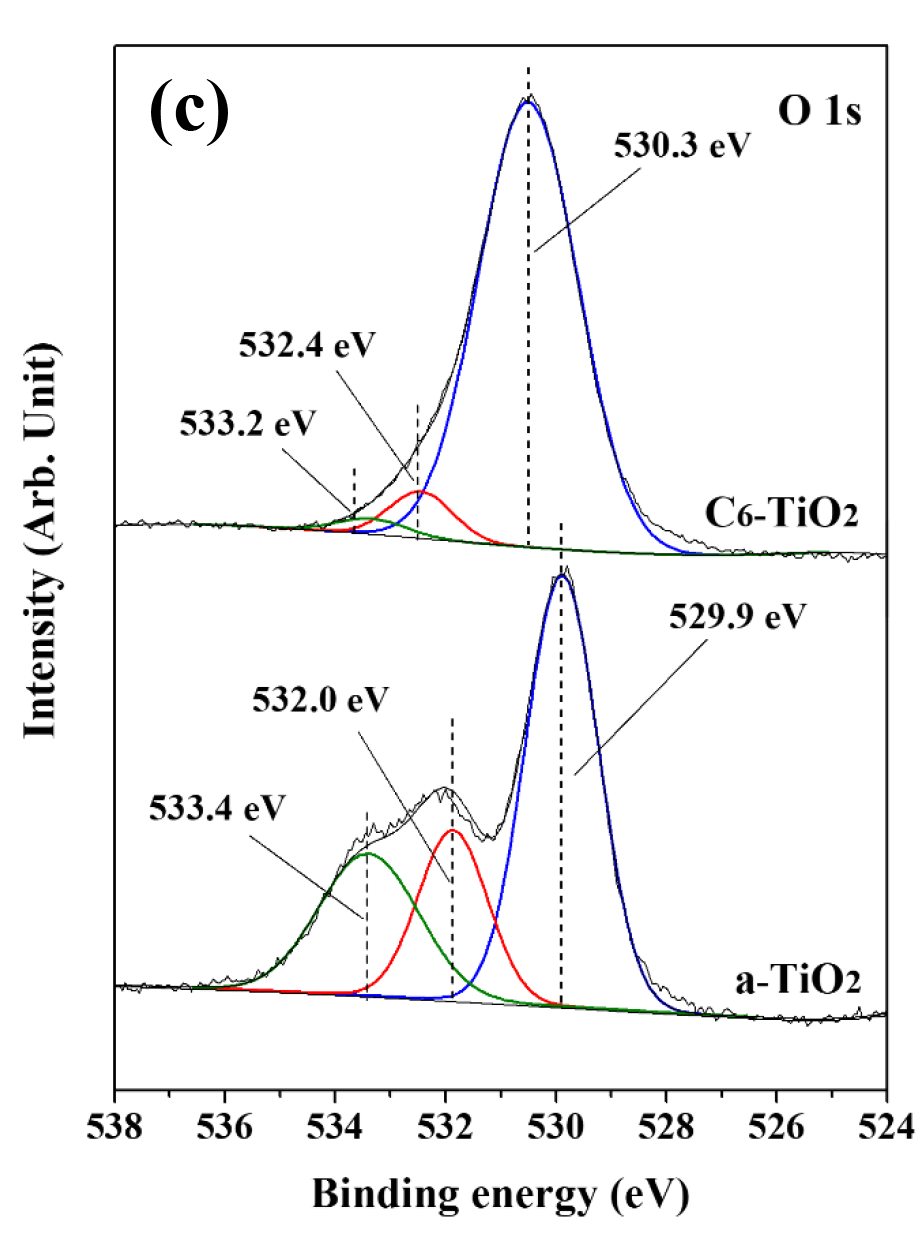 (c)
O 1s
530.3 eV
532.4 eV
533.2 eV
C6-TiO2
529.9 eV
532.0 eV
533.4 eV
a-TiO2
Intensity (Arb. Unit)
538 536 534 532 530 528 526 524
Binding energy (eV)